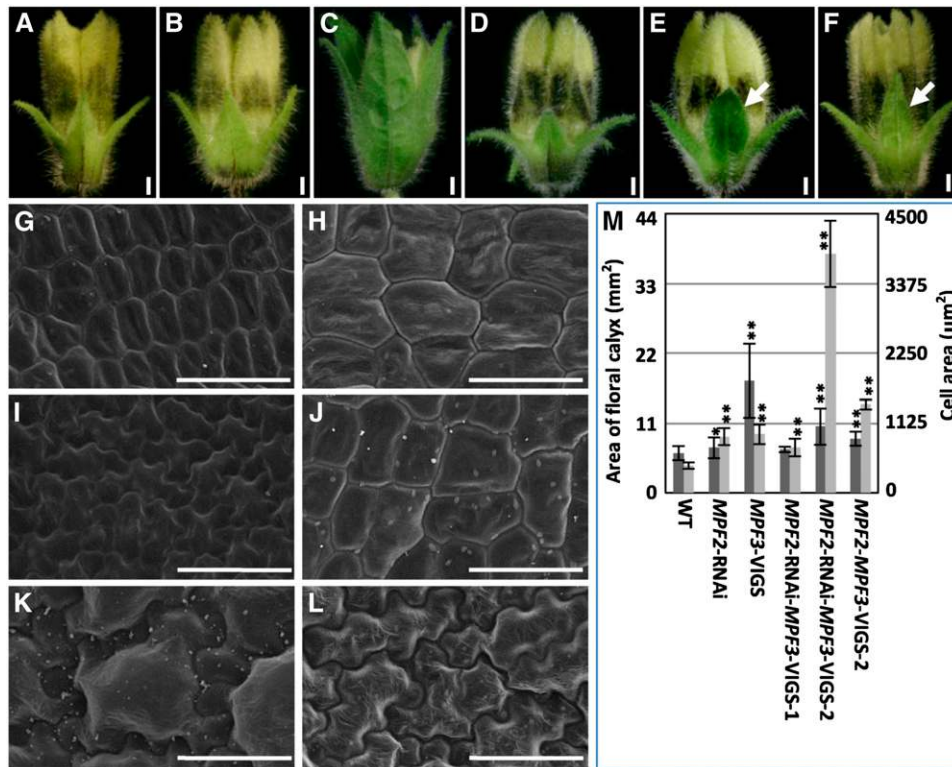 A B C D E F
G H
I J
K L
M
Area of floral calyx (mm²)
44
33
22
11
0
Cell area (µm²)
4500
3375
2250
1125
0
**
**
**
*
**
**
**
**
**
WT
MPF2-RNAi
MPF3-VIGS
MPF2-RNAi-MPF3-VIGS-1
MPF2-RNAi-MPF3-VIGS-2
MPF2-MPF3-VIGS-2